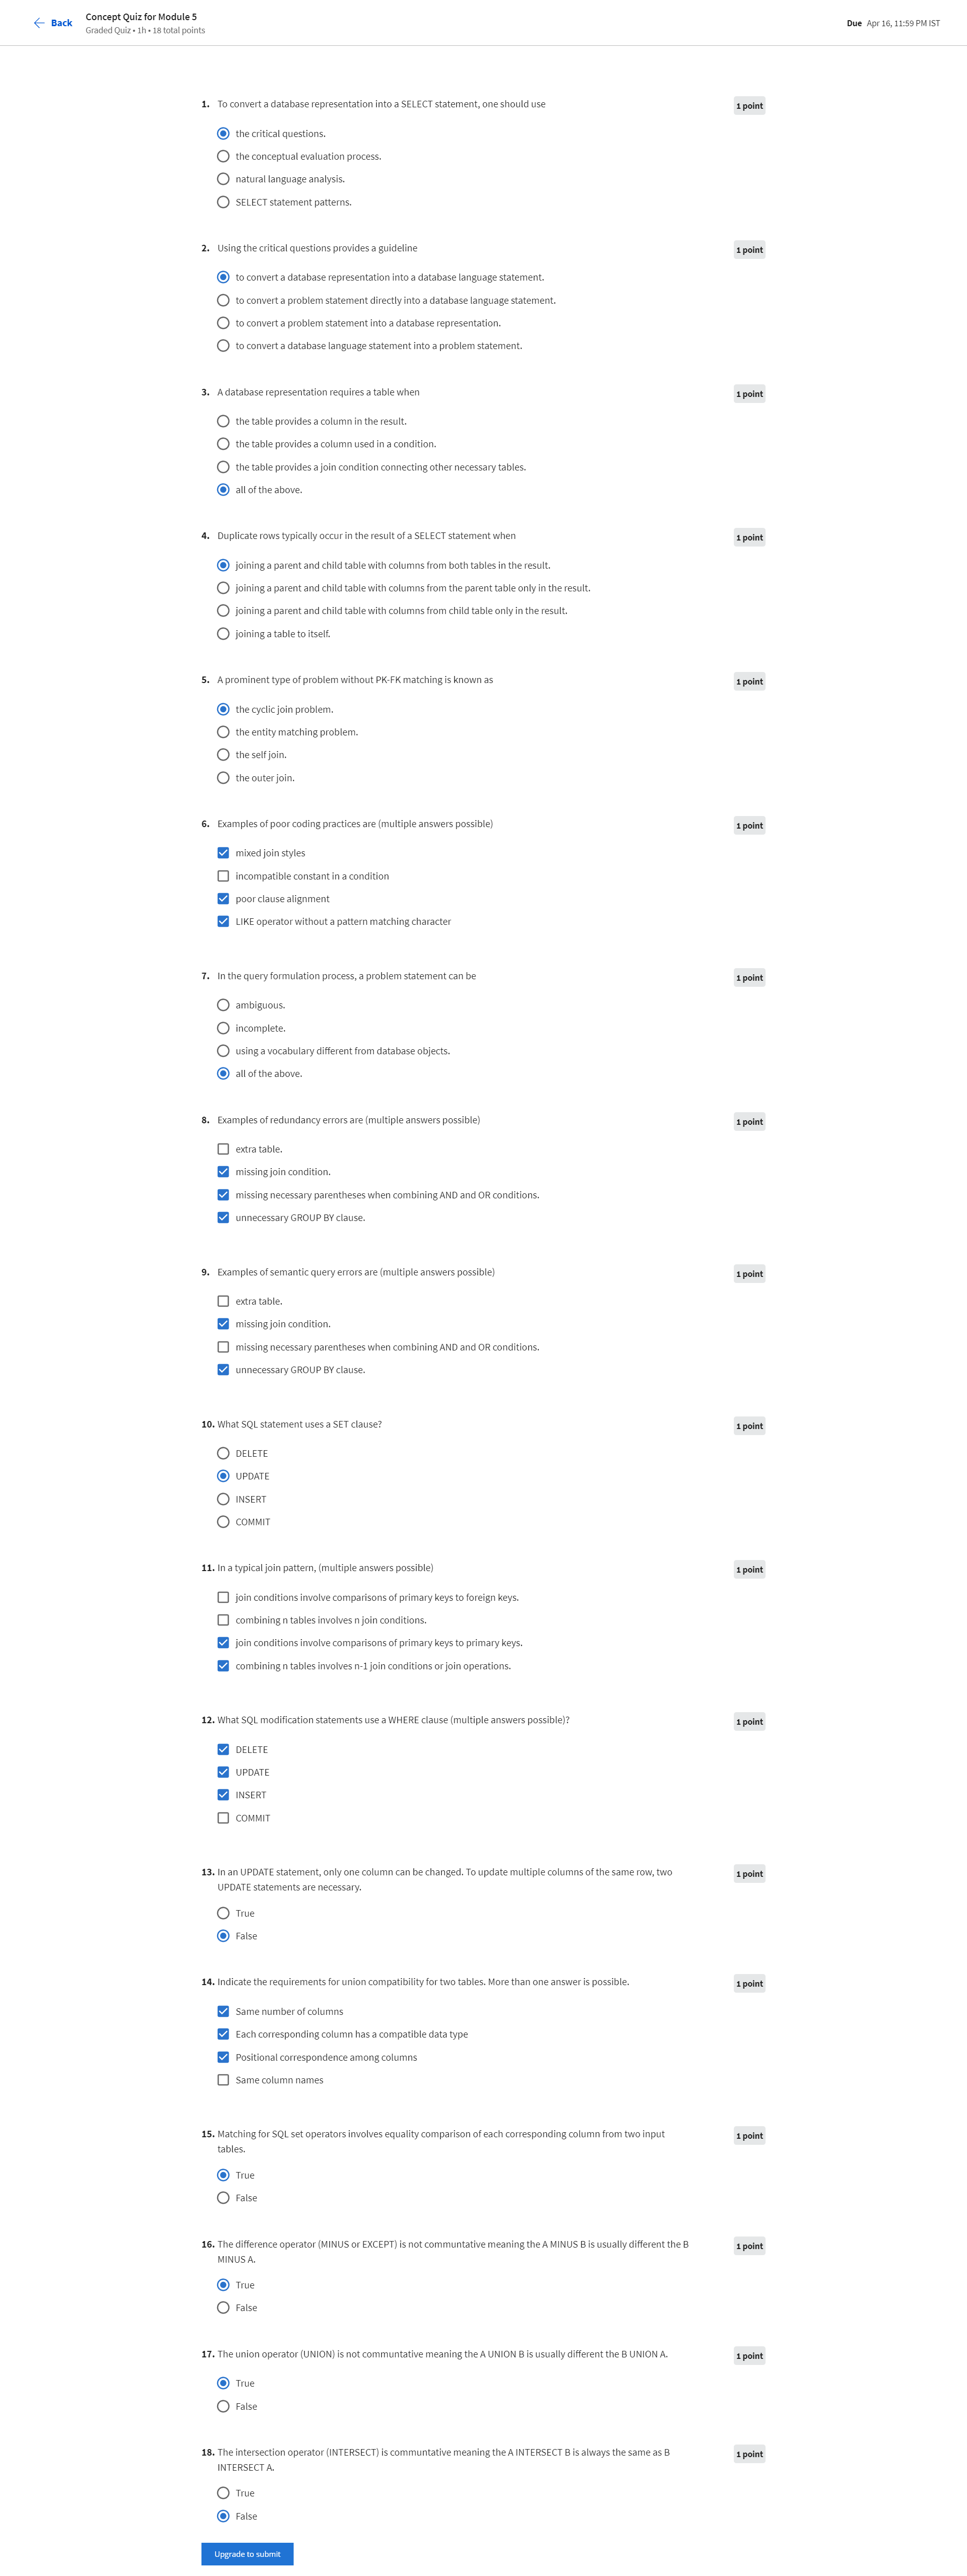 Back
Concept Quiz for Module 5
Graded Quiz • 1h • 18 total points
Due Apr 16, 11:59 PM IST
1. To convert a database representation into a SELECT statement, one should use
1 point
the critical questions.
the conceptual evaluation process.
natural language analysis.
SELECT statement patterns.
2. Using the critical questions provides a guideline
1 point
to convert a database representation into a database language statement.
to convert a problem statement directly into a database language statement.
to convert a problem statement into a database representation.
to convert a database language statement into a problem statement.
3. A database representation requires a table when
1 point
the table provides a column in the result.
the table provides a column used in a condition.
the table provides a join condition connecting other necessary tables.
all of the above.
4. Duplicate rows typically occur in the result of a SELECT statement when
1 point
joining a parent and child table with columns from both tables in the result.
joining a parent and child table with columns from the parent table only in the result.
joining a parent and child table with columns from child table only in the result.
joining a table to itself.
5. A prominent type of problem without PK-FK matching is known as
1 point
the cyclic join problem.
the entity matching problem.
the self join.
the outer join.
6. Examples of poor coding practices are (multiple answers possible)
1 point
mixed join styles
incompatible constant in a condition
poor clause alignment
LIKE operator without a pattern matching character
7. In the query formulation process, a problem statement can be
1 point
ambiguous.
incomplete.
using a vocabulary different from database objects.
all of the above.
8. Examples of redundancy errors are (multiple answers possible)
1 point
extra table.
missing join condition.
missing necessary parentheses when combining AND and OR conditions.
unnecessary GROUP BY clause.
9. Examples of semantic query errors are (multiple answers possible)
1 point
extra table.
missing join condition.
missing necessary parentheses when combining AND and OR conditions.
unnecessary GROUP BY clause.
10. What SQL statement uses a SET clause?
1 point
DELETE
UPDATE
INSERT
COMMIT
11. In a typical join pattern, (multiple answers possible)
1 point
join conditions involve comparisons of primary keys to foreign keys.
combining n tables involves n join conditions.
join conditions involve comparisons of primary keys to primary keys.
combining n tables involves n-1 join conditions or join operations.
12. What SQL modification statements use a WHERE clause (multiple answers possible)?
1 point
DELETE
UPDATE
INSERT
COMMIT
13. In an UPDATE statement, only one column can be changed. To update multiple columns of the same row, two
UPDATE statements are necessary.
1 point
True
False
14. Indicate the requirements for union compatibility for two tables. More than one answer is possible.
1 point
Same number of columns
Each corresponding column has a compatible data type
Positional correspondence among columns
Same column names
15. Matching for SQL set operators involves equality comparison of each corresponding column from two input
tables.
1 point
True
False
16. The difference operator (MINUS or EXCEPT) is not communtative meaning the A MINUS B is usually different the B
MINUS A.
1 point
True
False
17. The union operator (UNION) is not communtative meaning the A UNION B is usually different the B UNION A.
1 point
True
False
18. The intersection operator (INTERSECT) is communtative meaning the A INTERSECT B is always the same as B
INTERSECT A.
1 point
True
False
Upgrade to submit